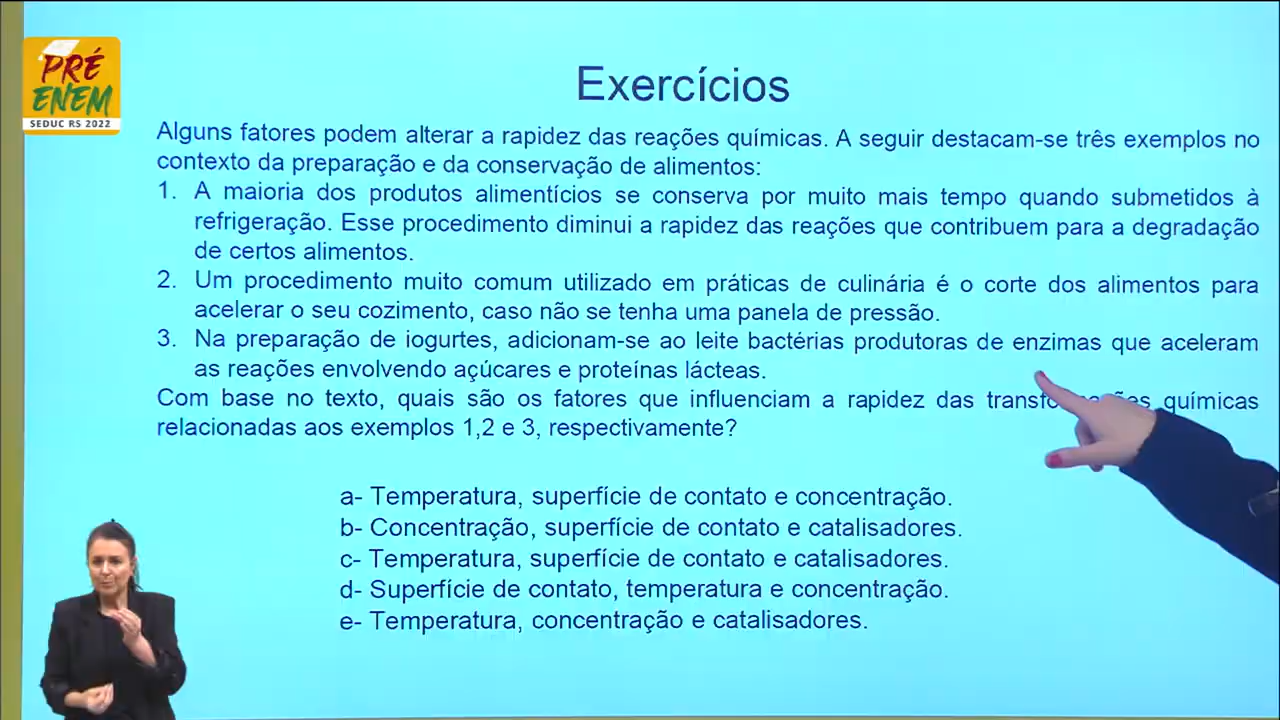 PRÉ
ENEM
SEDUC RS 2022
Exercícios
Alguns fatores podem alterar a rapidez das reações químicas. A seguir destacam-se três exemplos no
contexto da preparação e da conservação de alimentos:
1. A maioria dos produtos alimentícios se conserva por muito mais tempo quando submetidos à
refrigeração. Esse procedimento diminui a rapidez das reações que contribuem para a degradação
de certos alimentos.
2. Um procedimento muito comum utilizado em práticas de culinária é o corte dos alimentos para
acelerar o seu cozimento, caso não se tenha uma panela de pressão.
3. Na preparação de iogurtes, adicionam-se ao leite bactérias produtoras de enzimas que aceleram
as reações envolvendo açúcares e proteínas lácteas.
Com base no texto, quais são os fatores que influenciam a rapidez das químicas
relacionadas aos exemplos 1,2 e 3, respectivamente?
a- Temperatura, superfície de contato e concentração.
b- Concentração, superfície de contato e catalisadores.
c- Temperatura, superfície de contato e catalisadores.
d- Superfície de contato, temperatura e concentração.
e- Temperatura, concentração e catalisadores.